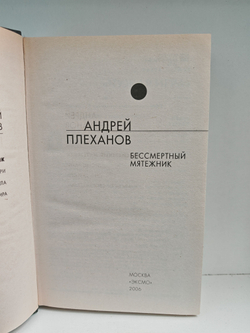 АНДРЕЙ
ПЛЕХАНОВ
БЕССМЕРТНЫЙ
МЯТЕЖНИК
МОСКВА
«ЭКСМО»
2006